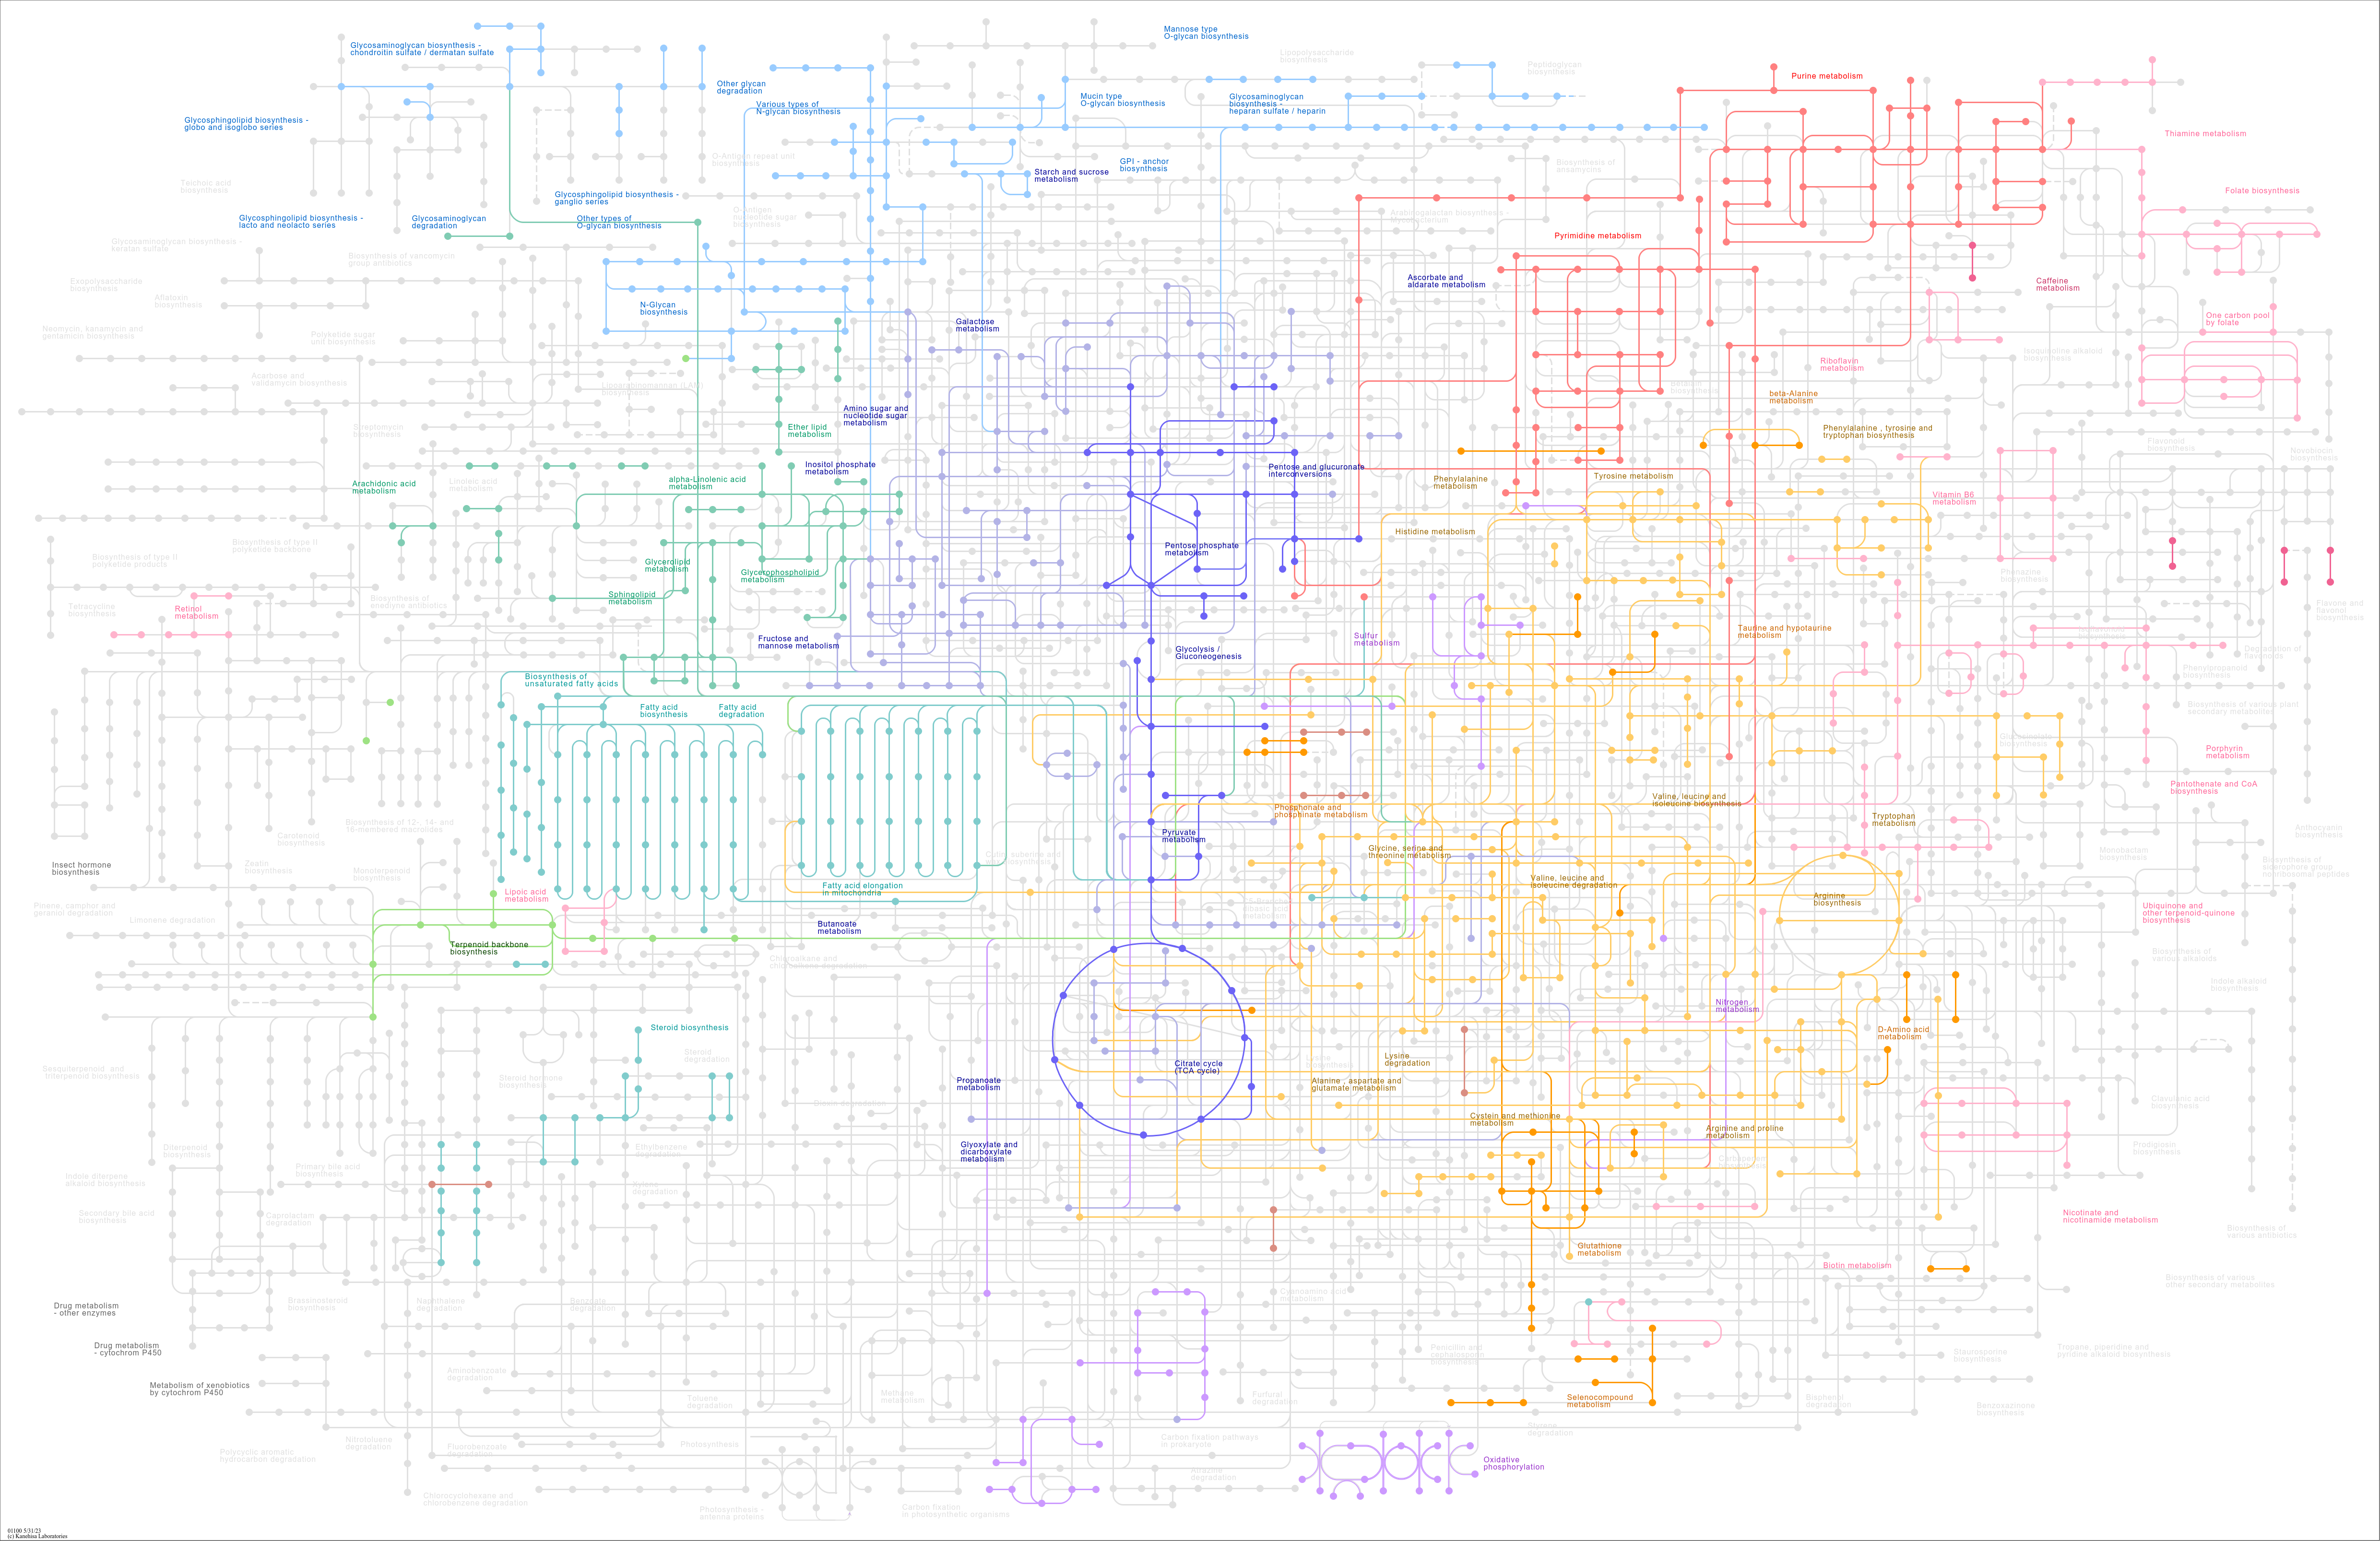 Mannose type
O-glycan biosynthesis
Glycosaminoglycan biosynthesis -
chondroitin sulfate / dermatan sulfate
Lipopolysaccharide
biosynthesis
Peptidoglycan
biosynthesis
Purine metabolism
Other glycan
degradation
Various types of
N-glycan biosynthesis
Mucin type
O-glycan biosynthesis
Glycosaminoglycan
biosynthesis -
heparan sulfate / heparin
Glycosphingolipid biosynthesis -
globo and isoglobo series
Thiamine metabolism
O-Antigen repeat unit
biosynthesis
GPI - anchor
biosynthesis
Starch and sucrose
metabolism
Biosynthesis of
ansamycins
Teichoic acid
biosynthesis
Glycosphingolipid biosynthesis -
ganglio series
Folate biosynthesis
Glycosphingolipid biosynthesis -
lacto and neolacto series
Glycosaminoglycan
degradation
Other types of
O-glycan biosynthesis
O-Antigen
nucleotide sugar
biosynthesis
Arabinogalactan biosynthesis -
Mycobacterium
Pyrimidine metabolism
Glycosaminoglycan biosynthesis -
keratan sulfate
Biosynthesis of vancomycin
group antibiotics
Exopolysaccharide
biosynthesis
Aflatoxin
biosynthesis
Ascorbate and
aldarate metabolism
Caffeine
metabolism
N-Glycan
biosynthesis
Galactose
metabolism
One carbon pool
by folate
Neomycin, kanamycin and
gentamicin biosynthesis
Polyketide sugar
unit biosynthesis
Riboflavin
metabolism
Isoquinoline alkaloid
biosynthesis
Acarbose and
validamycin biosynthesis
Lipoarabinomannan (LAM)
biosynthesis
Betalain
biosynthesis
beta-Alanine
metabolism
Amino sugar and
nucleotide sugar
metabolism
Streptomycin
biosynthesis
Ether lipid
metabolism
Phenylalanine , tyrosine and
tryptophan biosynthesis
Flavonoid
biosynthesis
Novobiocin
biosynthesis
Inositol phosphate
metabolism
Pentose and glucuronate
interconversions
Arachidonic acid
metabolism
Linoleic acid
metabolism
alpha-Linolenic acid
metabolism
Phenylalanine
metabolism
Tyrosine metabolism
Vitamin B6
metabolism
Histidine metabolism
Biosynthesis of type II
polyketide products
Biosynthesis of type II
polyketide backbone
Pentose phosphate
metabolism
Glycerolipid
metabolism
Glycerophospholipid
metabolism
Phenazine
biosynthesis
Sphingolipid
metabolism
Tetracycline
biosynthesis
Retinol
metabolism
Biosynthesis of
enediyne antibiotics
Flavone and
flavonol
biosynthesis
Fructose and
mannose metabolism
Glycolysis /
Gluconeogenesis
Sulfur
metabolism
Taurine and hypotaurine
metabolism
Degradation of
flavonoids
Phenylpropanoid
biosynthesis
Biosynthesis of
unsaturated fatty acids
Fatty acid
biosynthesis
Fatty acid
degradation
Biosynthesis of various plant
secondary metabolites
Glucosinolate
biosynthesis
Porphyrin
metabolism
Pantothenate and CoA
biosynthesis
Valine, leucine and
isoleucine biosynthesis
Phosphonate and
phosphinate metabolism
Tryptophan
metabolism
Biosynthesis of 12-, 14- and
16-membered macrolides
Carotenoid
biosynthesis
Pyruvate
metabolism
Anthocyanin
biosynthesis
Glycine, serine and
threonine metabolism
Monobactam
biosynthesis
Insect hormone
biosynthesis
Zeatin
biosynthesis
Monoterpenoid
biosynthesis
Biosynthesis of
siderophore group
nonribosomal peptides
Valine, leucine and
isoleucine degradation
Fatty acid elongation
in mitochondria
Lipoic acid
metabolism
Arginine
biosynthesis
Pinene, camphor and
geraniol degradation
Limonene degradation
Ubiquinone and
other terpenoid-quinone
biosynthesis
Butanoate
metabolism
Terpenoid backbone
biosynthesis
Chloroalkane and
chloroalkene degradation
Biosynthesis of
various alkaloids
Indole alkaloid
biosynthesis
Nitrogen
metabolism
Steroid biosynthesis
D-Amino acid
metabolism
Steroid
degradation
Lysine
biosynthesis
Lysine
degradation
Citrate cycle
(TCA cycle)
Sesquiterpenoid and
triterpenoid biosynthesis
Steroid hormone
biosynthesis
Propanoate
metabolism
Alanine , aspartate and
glutamate metabolism
Dioxin degradation
Clavulanic acid
biosynthesis
Cystein and methionine
metabolism
Arginine and proline
metabolism
Diterpenoid
biosynthesis
Ethylbenzene
degradation
Glyoxylate and
dicarboxylate
metabolism
Carbapenem
biosynthesis
Prodigiosin
biosynthesis
Primary bile acid
biosynthesis
Indole diterpene
alkaloid biosynthesis
Xylene
degradation
Secondary bile acid
biosynthesis
Caprolactam
degradation
Nicotinate and
nicotinamide metabolism
Biosynthesis of
various antibiotics
Glutathione
metabolism
Biotin metabolism
Biosynthesis of various
other secondary metabolites
Cyanoamino acid
metabolism
Drug metabolism
- other enzymes
Brassinosteroid
biosynthesis
Naphthalene
degradation
Benzoate
degradation
Drug metabolism
- cytochrom P450
Penicillin and
cephalosporin
biosynthesis
Staurosporine
biosynthesis
Tropane, piperidine and
pyridine alkaloid biosynthesis
Aminobenzoate
degradation
Metabolism of xenobiotics
by cytochrom P450
Toluene
degradation
Methane
metabolism
Furfural
degradation
Selenocompound
metabolism
Bisphenol
degradation
Benzoxazinone
biosynthesis
Styrene
degradation
Nitrotoluene
degradation
Fluorobenzoate
degradation
Photosynthesis
Carbon fixation pathways
in prokaryote
Polycyclic aromatic
hydrocarbon degradation
Oxidative
phosphorylation
Atrazine
degradation
Chlorocyclohexane and
chlorobenzene degradation
Photosynthesis -
antenna proteins
Carbon fixation
in photosynthetic organisms
01100 5/31/23
(c) Kanehisa Laboratories